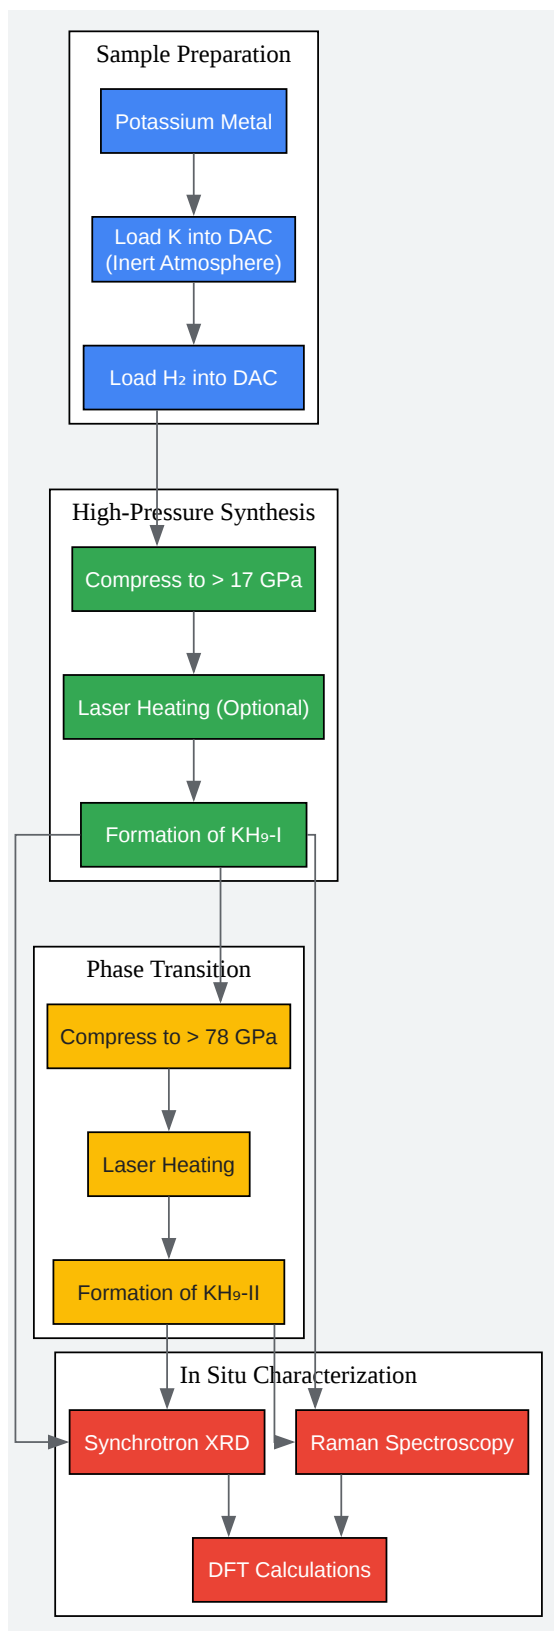 Sample Preparation
Potassium Metal
Load K into DAC
(Inert Atmosphere)
Load H₂ into DAC
High-Pressure Synthesis
Compress to > 17 GPa
Laser Heating (Optional)
Formation of KH₉-I
Phase Transition
Compress to > 78 GPa
Laser Heating
Formation of KH₉-II
In Situ Characterization
Synchrotron XRD
Raman Spectroscopy
DFT Calculations